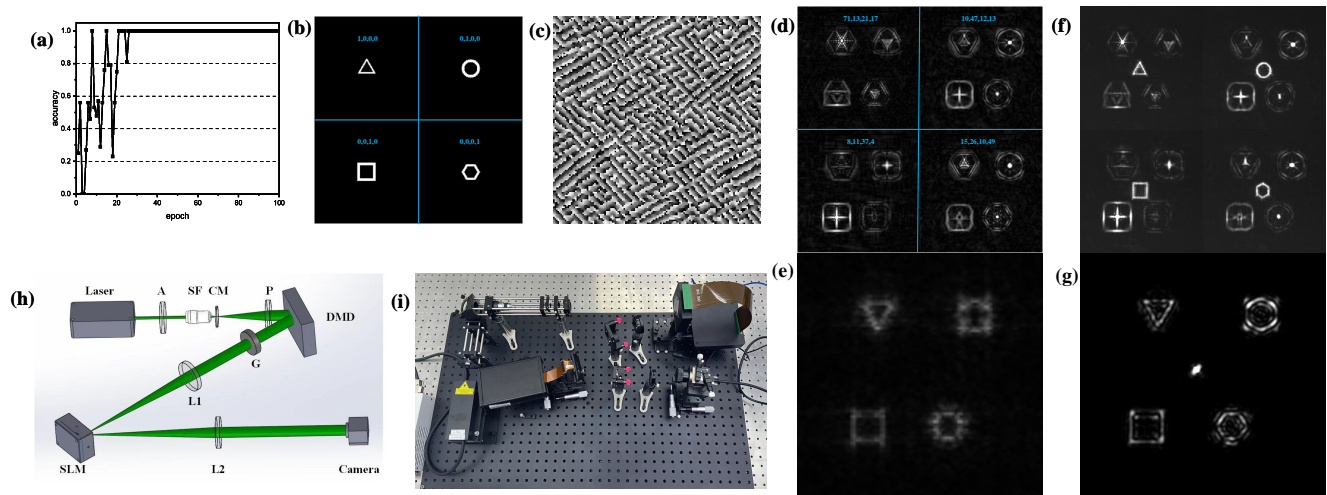 (a)
accuracy
1.0
0.8
0.6
0.4
0.2
0.0
0 20 40 60 80 100
epoch
(b)
1,0,0,0
0,1,0,0
0,0,1,0
0,0,0,1
(c)
(d)
71,13,21,17
10,47,12,13
8,11,37,4
15,26,10,49
(e)
(f)
(g)
(h)
Laser
A
SF
CM
P
DMD
G
L1
SLM
L2
Camera
(i)